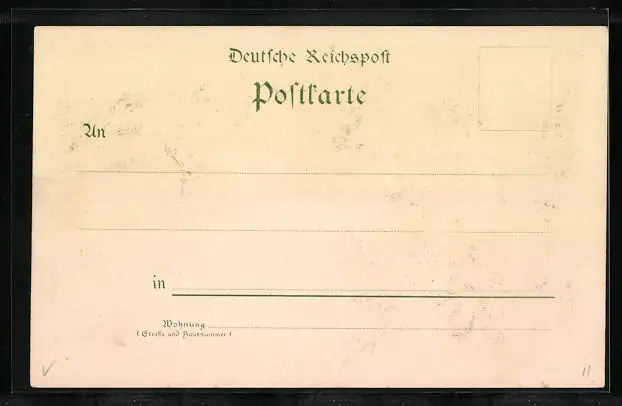 Deutsche Reichspost
Postkarte
An
in
Wohnung
(Straße und Hausnummer)